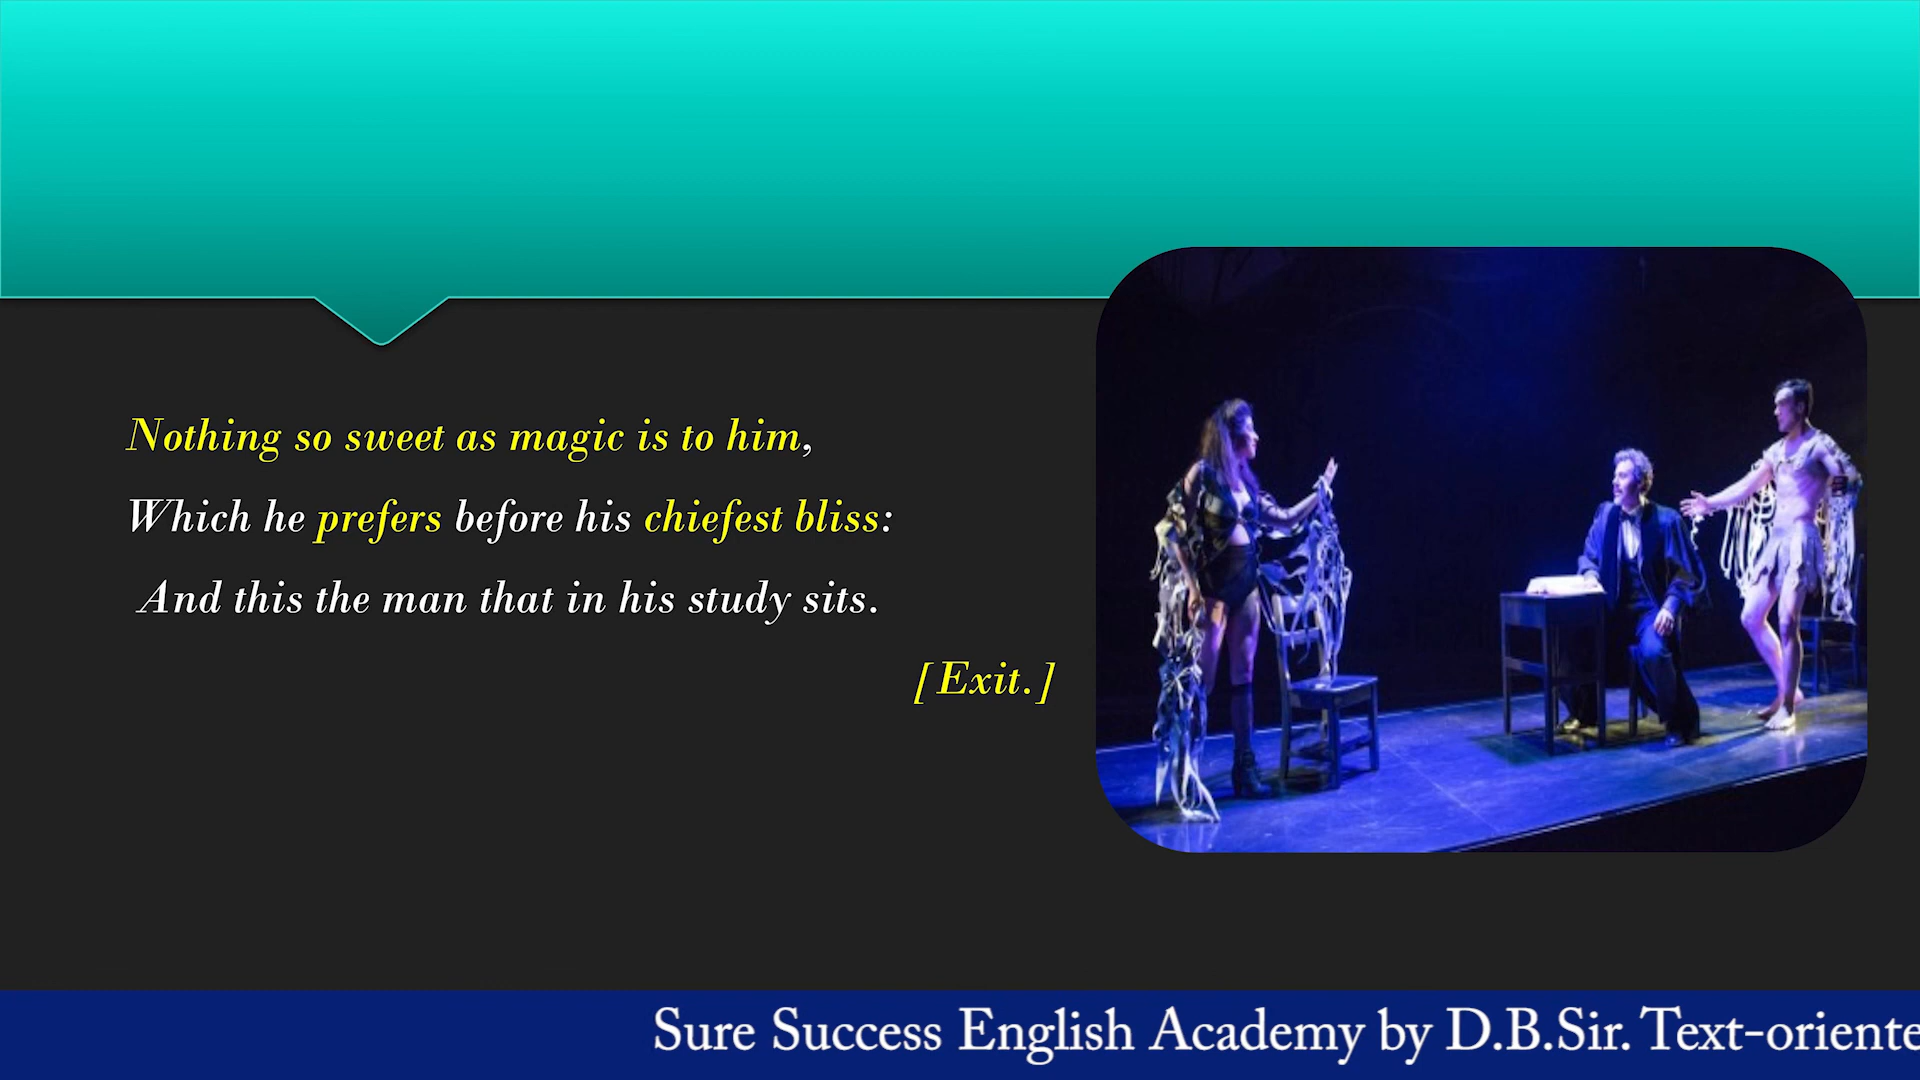 Nothing so sweet as magic is to him,
Which he prefers before his chiefest bliss:
And this the man that in his study sits.
[Exit.]
Sure Success English Academy by D.B.Sir. Text-oriente